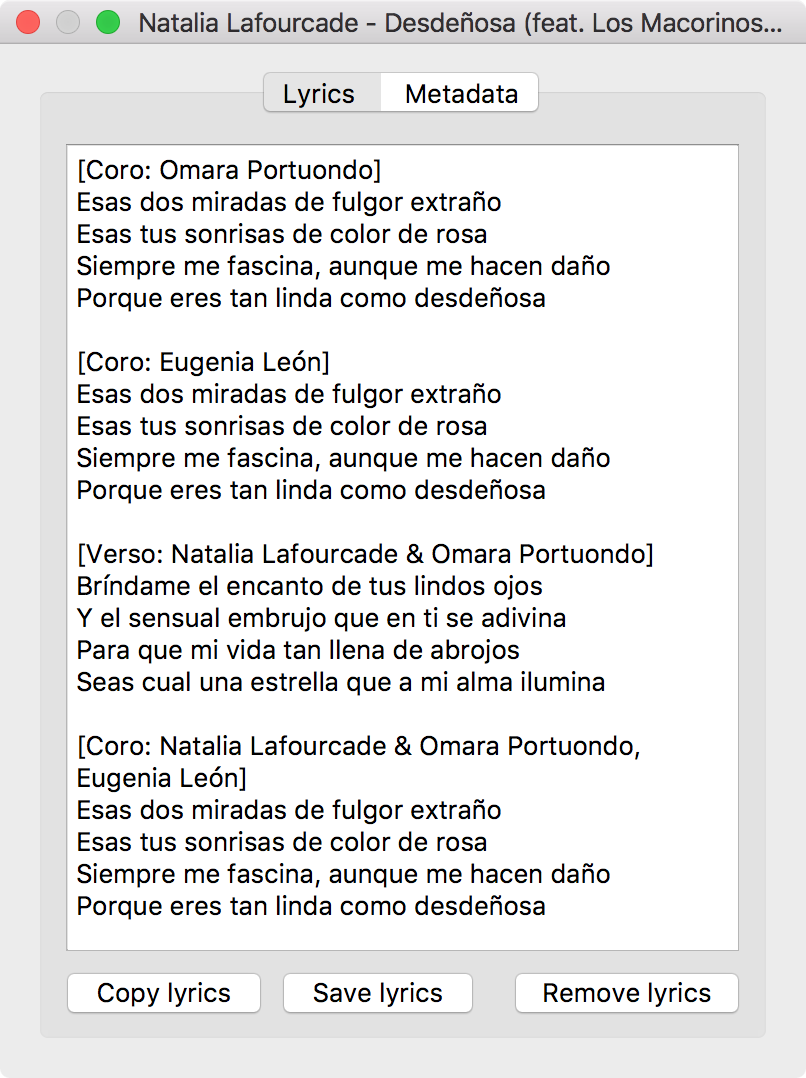 Natalia Lafourcade - Desdeñosa (feat. Los Macorinos...
Lyrics
Metadata
[Coro: Omara Portuondo]
Esas dos miradas de fulgor extraño
Esas tus sonrisas de color de rosa
Siempre me fascina, aunque me hacen daño
Porque eres tan linda como desdeñosa

[Coro: Eugenia León]
Esas dos miradas de fulgor extraño
Esas tus sonrisas de color de rosa
Siempre me fascina, aunque me hacen daño
Porque eres tan linda como desdeñosa

[Verso: Natalia Lafourcade & Omara Portuondo]
Bríndame el encanto de tus lindos ojos
Y el sensual embrujo que en ti se adivina
Para que mi vida tan llena de abrojos
Seas cual una estrella que a mi alma ilumina

[Coro: Natalia Lafourcade & Omara Portuondo,
Eugenia León]
Esas dos miradas de fulgor extraño
Esas tus sonrisas de color de rosa
Siempre me fascina, aunque me hacen daño
Porque eres tan linda como desdeñosa
Copy lyrics
Save lyrics
Remove lyrics